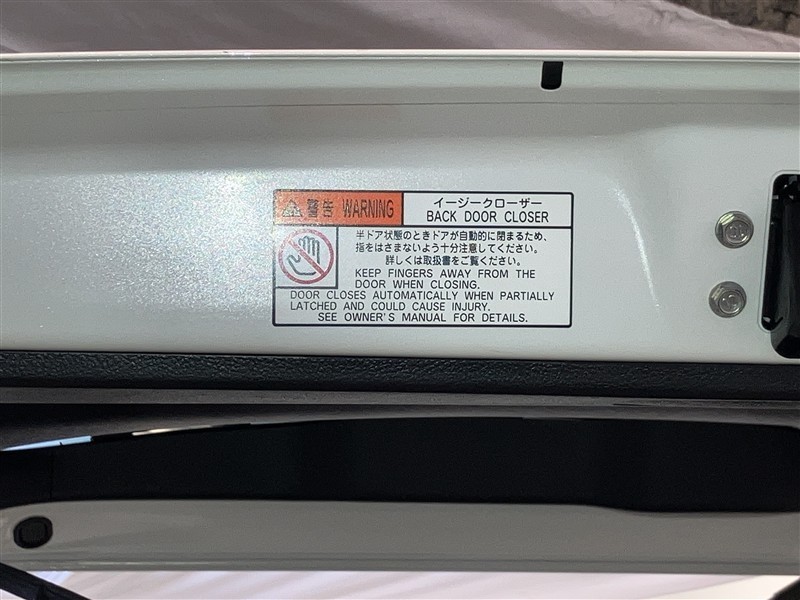 警告 WARNING
イージークローザー
BACK DOOR CLOSER
半ドア状態のときドアが自動的に閉まるため、
指をはさまないよう十分注意してください。
詳しくは取扱書をご覧ください。
KEEP FINGERS AWAY FROM THE
DOOR WHEN CLOSING.
DOOR CLOSES AUTOMATICALLY WHEN PARTIALLY
LATCHED AND COULD CAUSE INJURY.
SEE OWNER'S MANUAL FOR DETAILS.